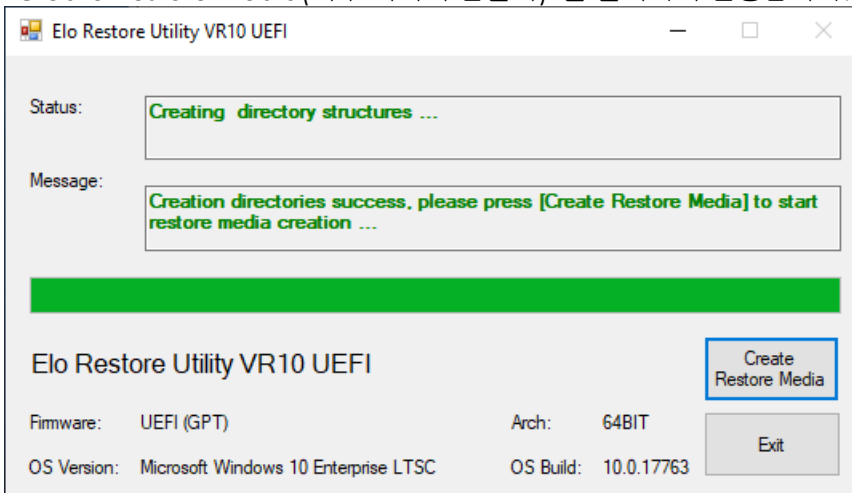 Elo Restore Utility VR10 UEFI
Status:
Creating directory structures ...
Message:
Creation directories success, please press [Create Restore Media] to start
restore media creation ...
Elo Restore Utility VR10 UEFI
Create
Restore Media
Firmware: UEFI (GPT) Arch: 64BIT
Exit
OS Version: Microsoft Windows 10 Enterprise LTSC OS Build: 10.0.17763